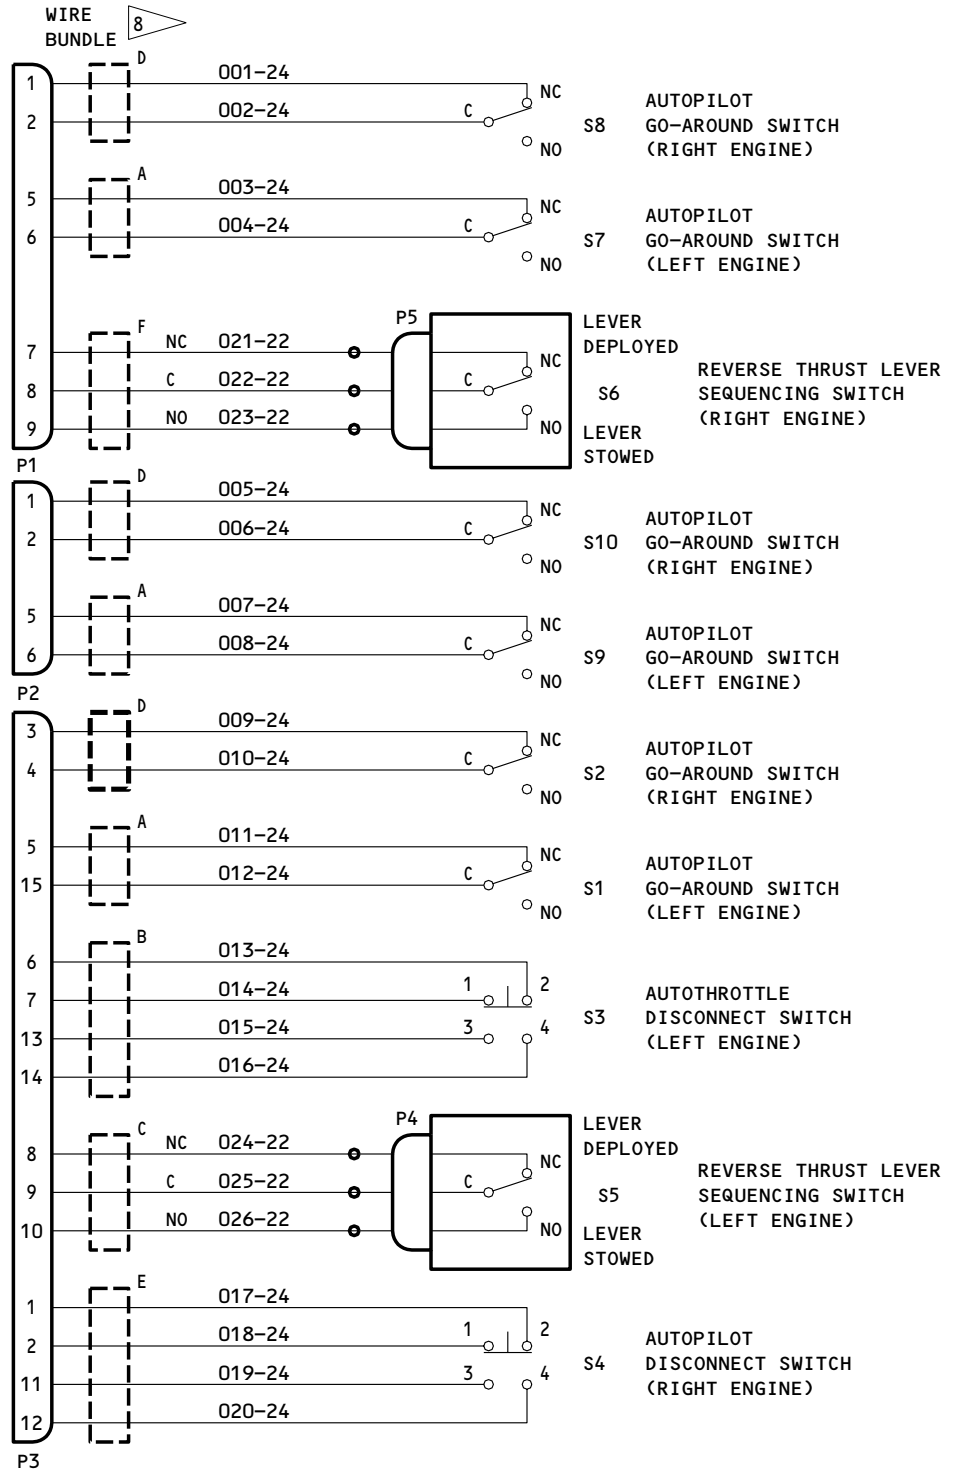 WIRE
BUNDLE
8
D
1
001-24
NC
2
002-24
C
NO
S8
AUTOPILOT
GO-AROUND SWITCH
(RIGHT ENGINE)
A
5
003-24
NC
6
004-24
C
NO
S7
AUTOPILOT
GO-AROUND SWITCH
(LEFT ENGINE)
F
P5
LEVER
DEPLOYED
7
NC
021-22
NC
8
C
022-22
C
S6
REVERSE THRUST LEVER
SEQUENCING SWITCH
(RIGHT ENGINE)
9
NO
023-22
NO
LEVER
STOWED
P1
D
1
005-24
NC
2
006-24
C
NO
S10
AUTOPILOT
GO-AROUND SWITCH
(RIGHT ENGINE)
A
5
007-24
NC
6
008-24
C
NO
S9
AUTOPILOT
GO-AROUND SWITCH
(LEFT ENGINE)
P2
D
3
009-24
NC
4
010-24
C
NO
S2
AUTOPILOT
GO-AROUND SWITCH
(RIGHT ENGINE)
A
5
011-24
NC
15
012-24
C
NO
S1
AUTOPILOT
GO-AROUND SWITCH
(LEFT ENGINE)
B
6
013-24
7
014-24
1
2
13
015-24
3
4
14
016-24
S3
AUTOTHROTTLE
DISCONNECT SWITCH
(LEFT ENGINE)
C
P4
LEVER
DEPLOYED
8
NC
024-22
NC
9
C
025-22
C
S5
REVERSE THRUST LEVER
SEQUENCING SWITCH
(LEFT ENGINE)
10
NO
026-22
NO
LEVER
STOWED
E
1
017-24
2
018-24
1
2
11
019-24
3
4
12
020-24
S4
AUTOPILOT
DISCONNECT SWITCH
(RIGHT ENGINE)
P3